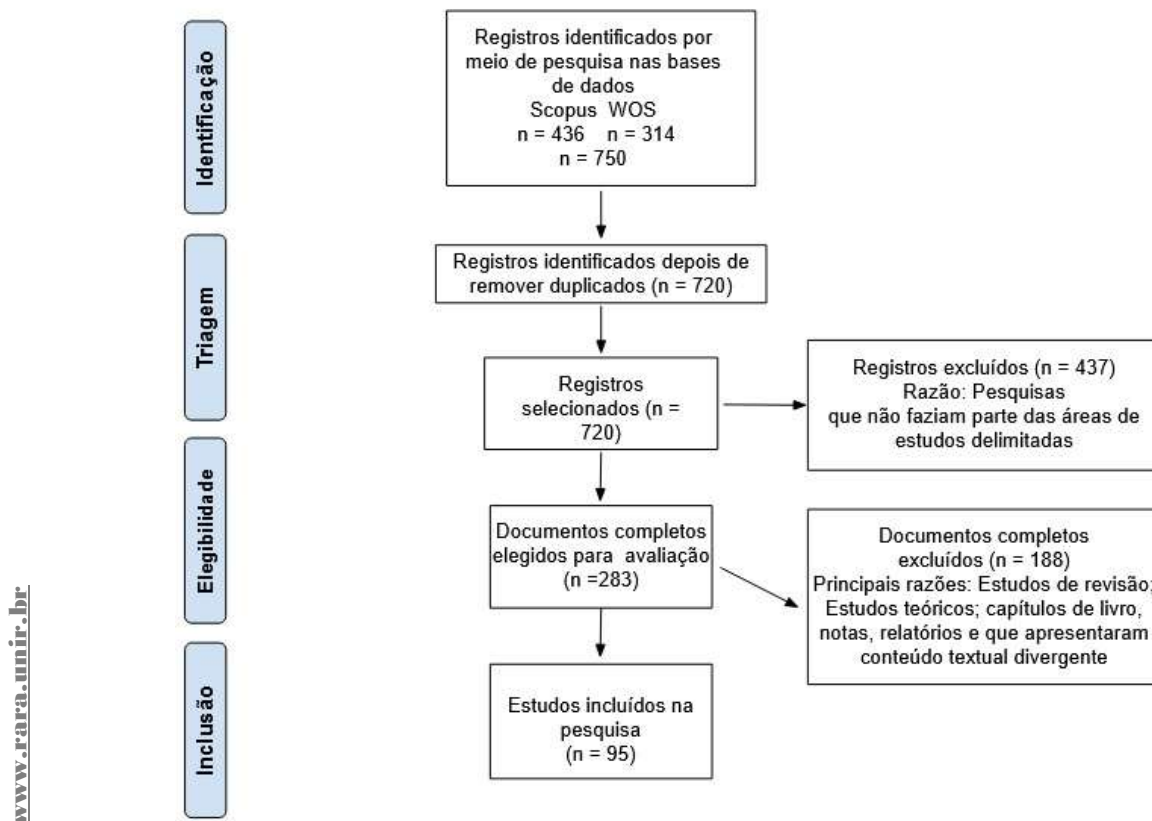 Identificação
Registros identificados por
meio de pesquisa nas bases
de dados
Scopus WOS
n = 436 n = 314
n = 750
Triagem
Registros identificados depois de
remover duplicados (n = 720)
Registros
selecionados (n =
720)
Registros excluídos (n = 437)
Razão: Pesquisas
que não faziam parte das áreas de
estudos delimitadas
Elegibilidade
Documentos completos
elegidos para avaliação
(n =283)
Documentos completos
excluídos (n = 188)
Principais razões: Estudos de revisão;
Estudos teóricos; capítulos de livro,
notas, relatórios e que apresentaram
conteúdo textual divergente
Inclusão
Estudos incluídos na
pesquisa
(n = 95)
www.rara.unir.br